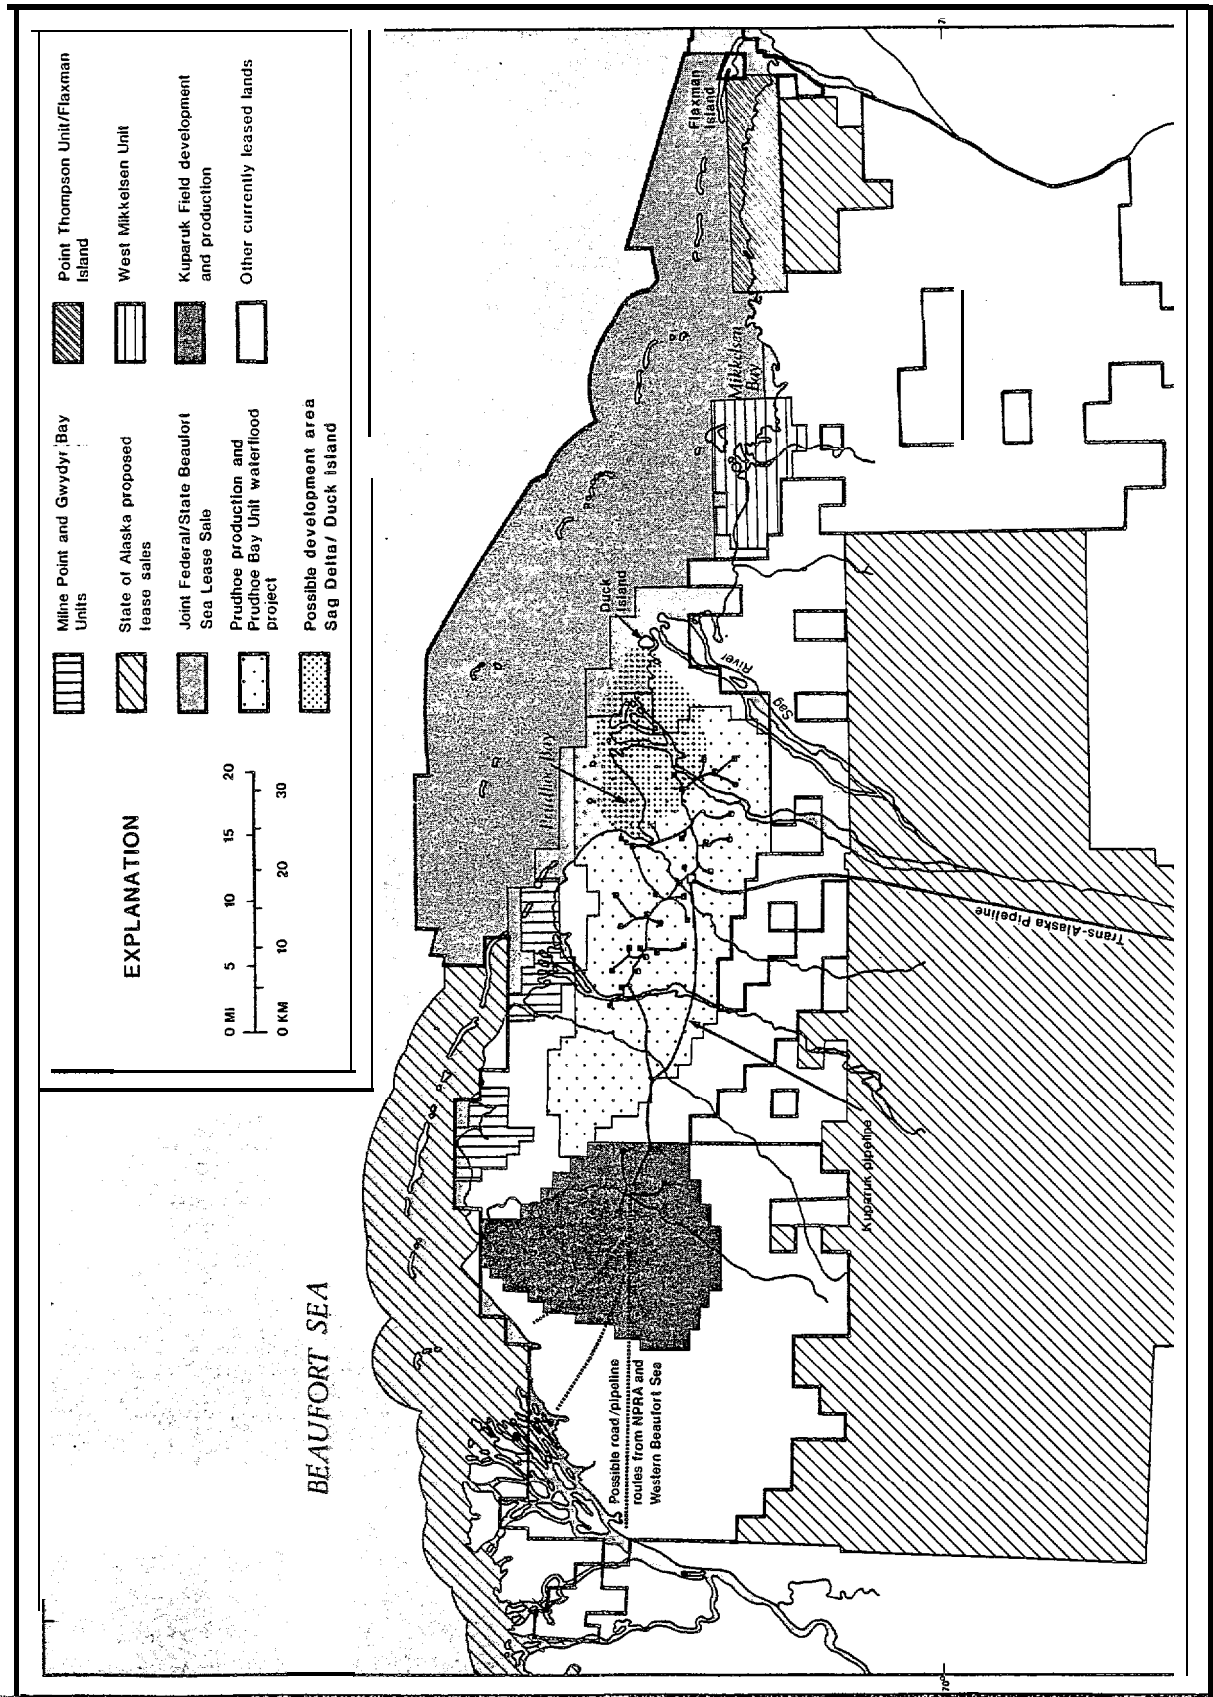 EXPLANATION
0 MI 5 10 15 20
0 KM 10 20 30
Milne Point and Gwydyr Bay
Units
State of Alaska proposed
lease sales
Joint Federal/State Beaufort
Sea Lease Sale
Prudhoe production and
Prudhoe Bay Unit waterflood
project
Possible development area
Sag Delta/ Duck Island
Point Thompson Unit/Flaxman
Island
West Mikkelsen Unit
Kuparuk Field development
and production
Other currently leased lands
BEAUFORT SEA
Prudhoe Bay
Duck
Island
Mikkelsen
Bay
Flaxman
Island
Sag
River
Trans-Alaska Pipeline
Kuparuk pipeline
Possible road/pipeline
routes from NPRA and
Western Beaufort Sea
70°